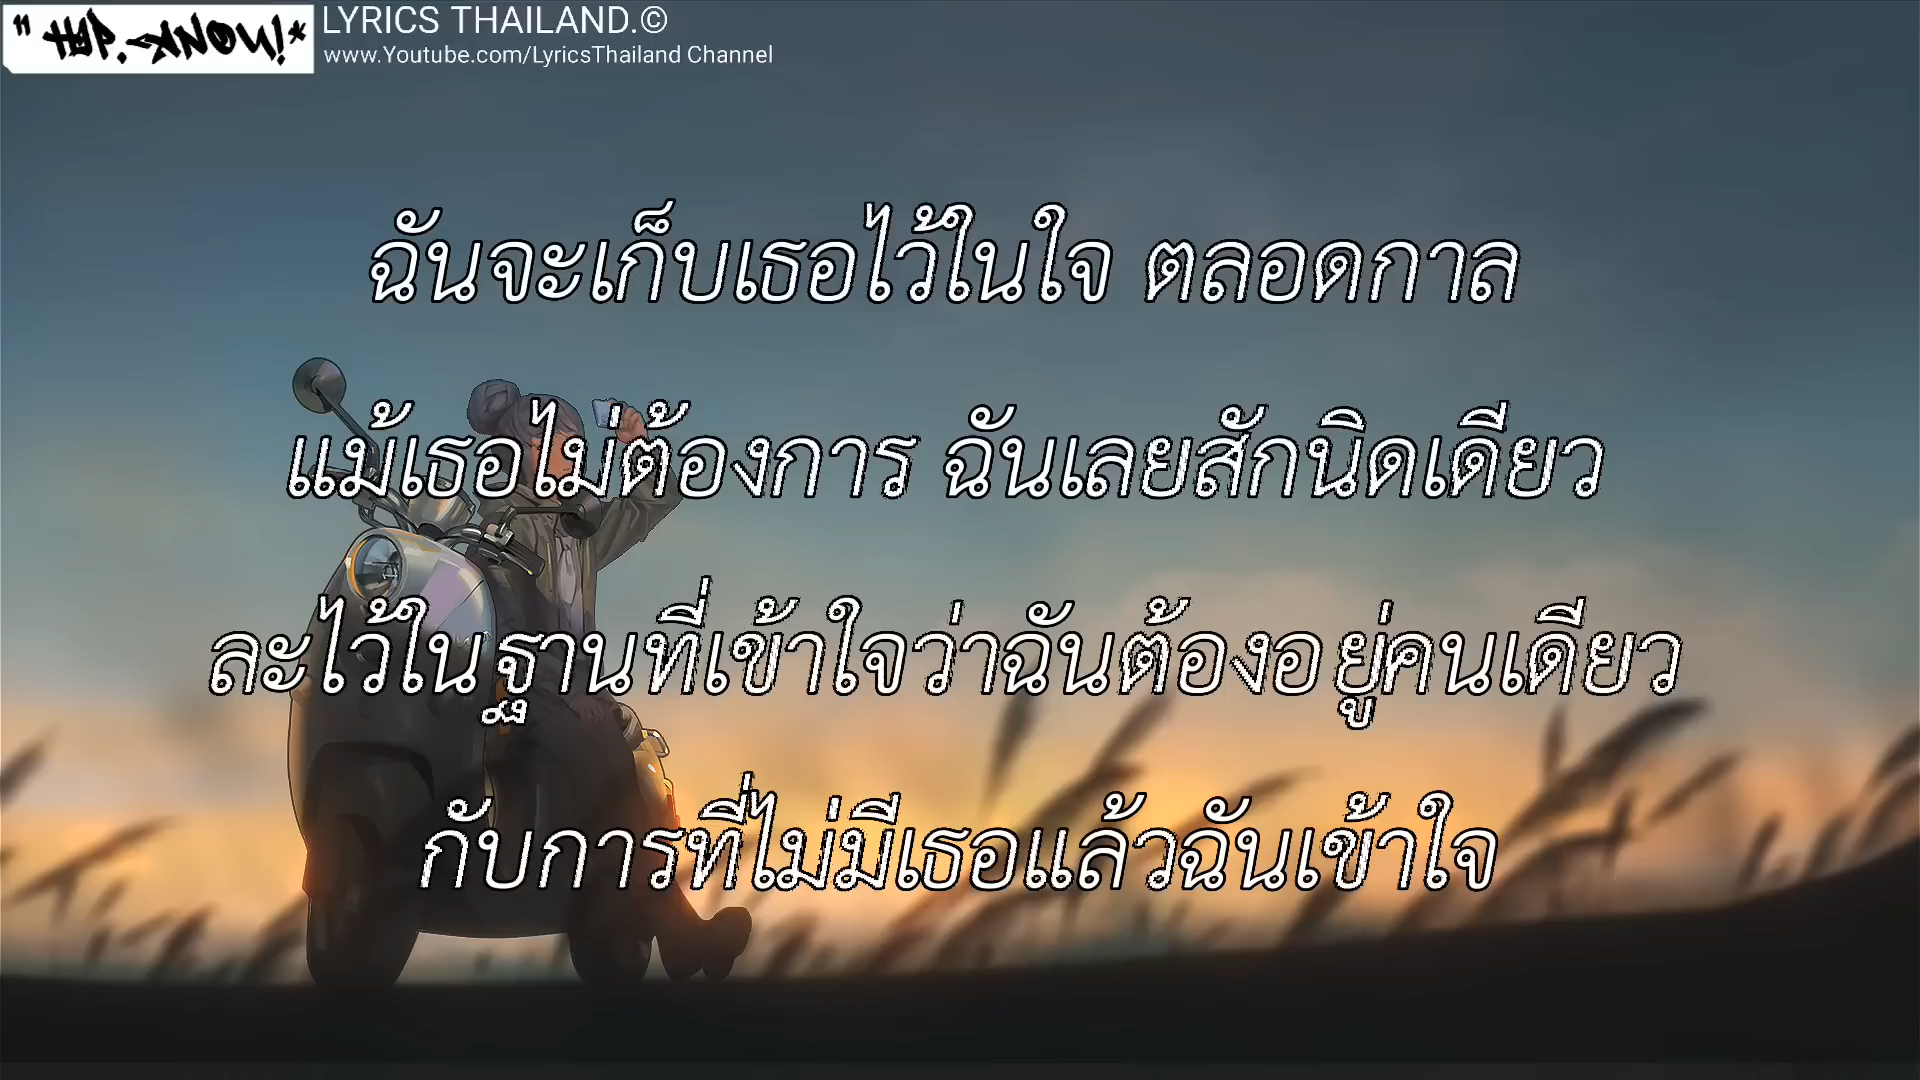 "HYP.-KNOW!*
LYRICS THAILAND.©
www.Youtube.com/LyricsThailand Channel
ฉันจะเก็บเธอไว้ในใจ ตลอดกาล
แม้เธอไม่ต้องการ ฉันเลยสักนิดเดียว
ละไว้ในฐานที่เข้าใจว่าฉันต้องอยู่คนเดียว
กับการที่ไม่มีเธอแล้วฉันเข้าใจ